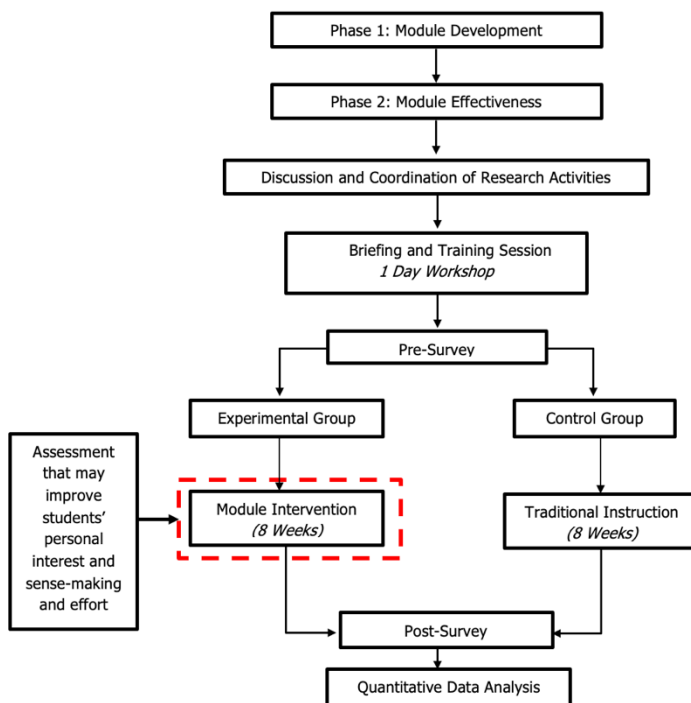 Phase 1: Module Development
Phase 2: Module Effectiveness
Discussion and Coordination of Research Activities
Briefing and Training Session
1 Day Workshop
Pre-Survey
Experimental Group
Control Group
Assessment
that may
improve
students’
personal
interest and
sense-making
and effort
Module Intervention
(8 Weeks)
Traditional Instruction
(8 Weeks)
Post-Survey
Quantitative Data Analysis